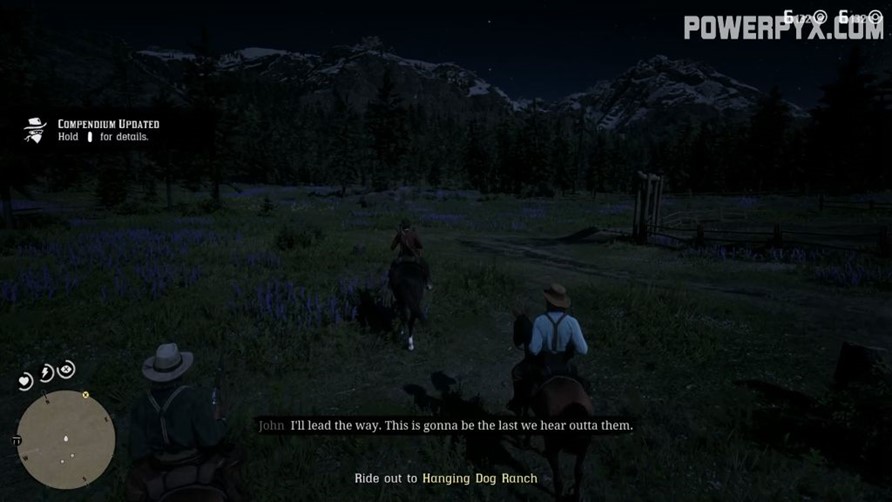 POWERPYX.COM
COMPENDIUM UPDATED
Hold for details.
John I'll lead the way. This is gonna be the last we hear outta them.
Ride out to Hanging Dog Ranch